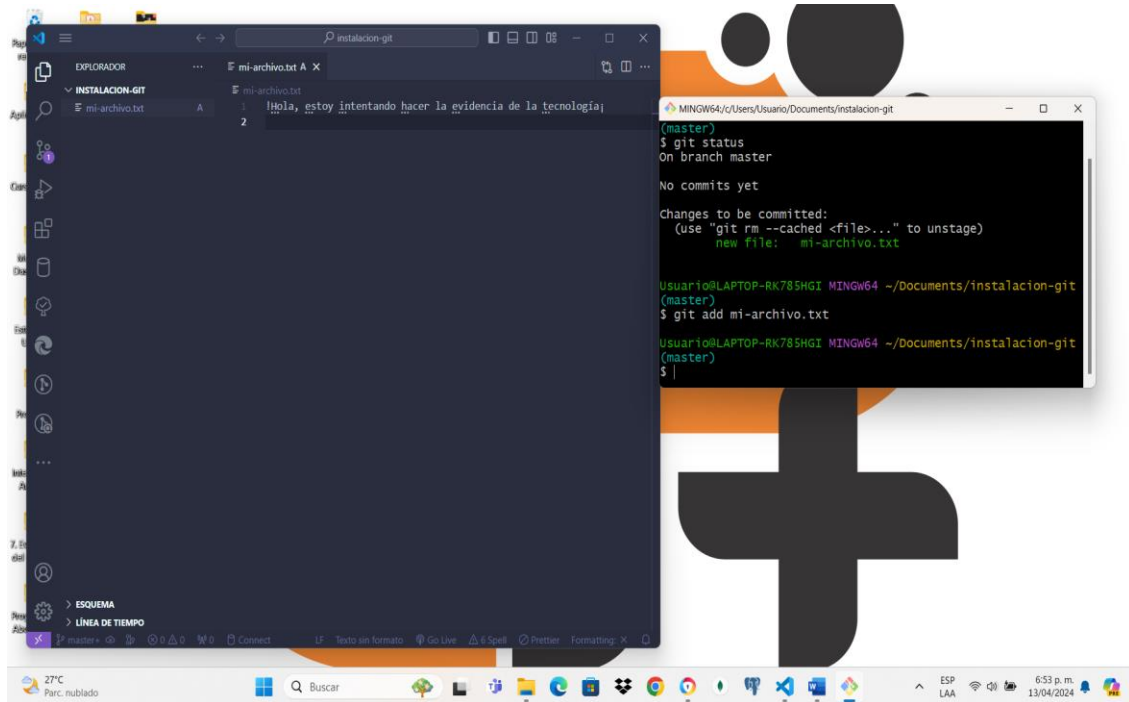 instalacion-git
EXPLORADOR
mi-archivo.txt A
INSTALACION-GIT
mi-archivo.txt A
mi-archivo.txt
1 !Hola, estoy intentando hacer la evidencia de la tecnología¡
2
1
ESQUEMA
LÍNEA DE TIEMPO
master+ 0 0 0 Connect LF Texto sin formato Go Live 6 Spell Prettier Formatting: X
MINGW64:/c/Users/Usuario/Documents/instalacion-git
(master)
$ git status
On branch master
No commits yet
Changes to be committed:
(use "git rm --cached <file>..." to unstage)
new file: mi-archivo.txt
Usuario@LAPTOP-RK785HGI MINGW64 ~/Documents/instalacion-git
(master)
$ git add mi-archivo.txt
Usuario@LAPTOP-RK785HGI MINGW64 ~/Documents/instalacion-git
(master)
$
27°C
Parc. nublado
Buscar
ESP
LAA
6:53 p. m.
13/04/2024
PRE